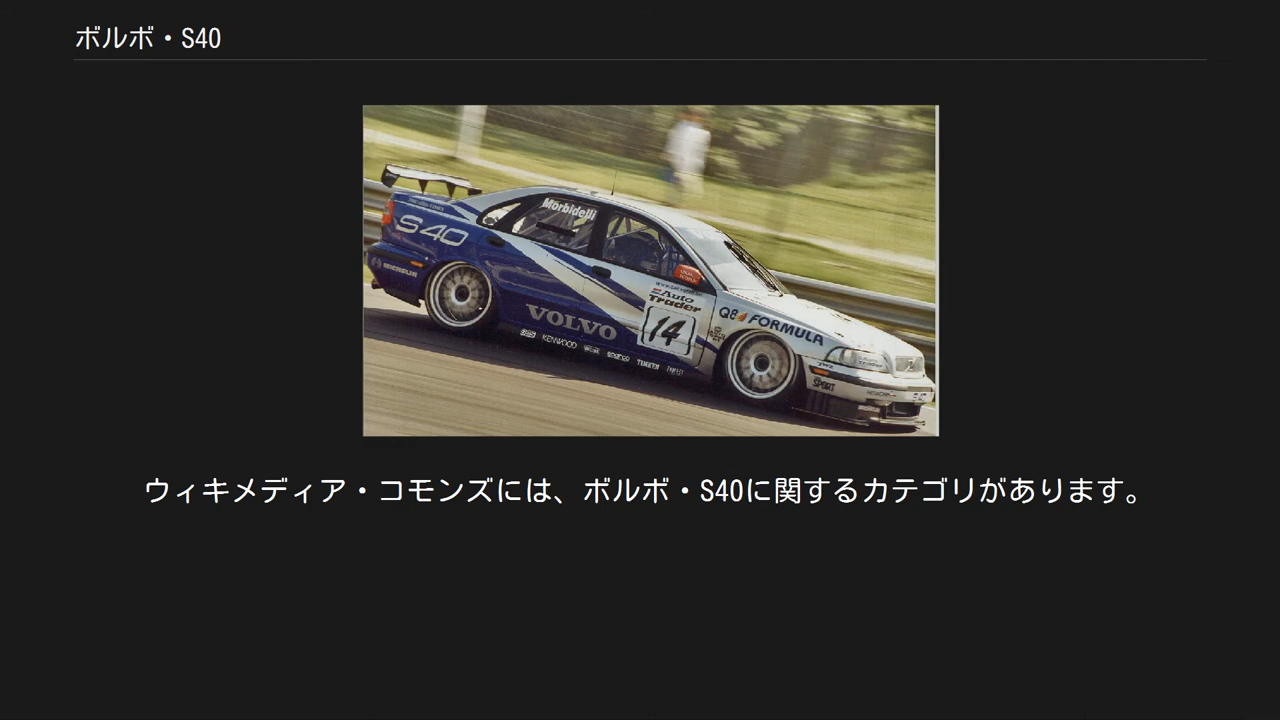 ボルボ・S40
Morbidelli
S40
MICHELIN
Auto
Trader
14
Q8 FORMULA
VOLVO
KENWOOD
SPORT
ウィキメディア・コモンズには、ボルボ・S40に関するカテゴリがあります。